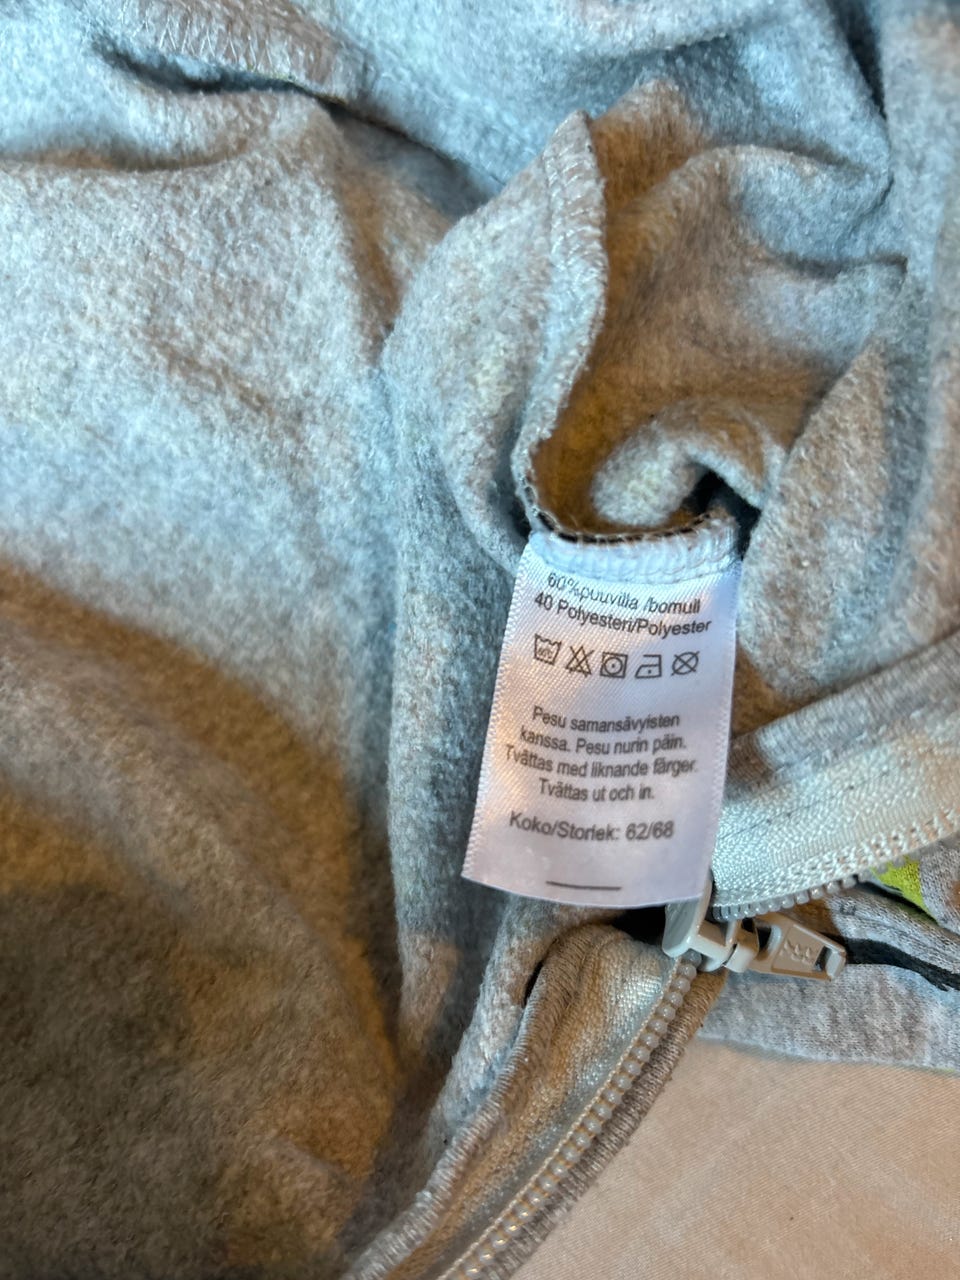 60%puuvilla /bomull
40 Polyesteri/Polyester
Pesu samansävyisten
kanssa. Pesu nurin päin.
Tvättas med liknande färger.
Tvättas ut och in.
Koko/Storlek: 62/68